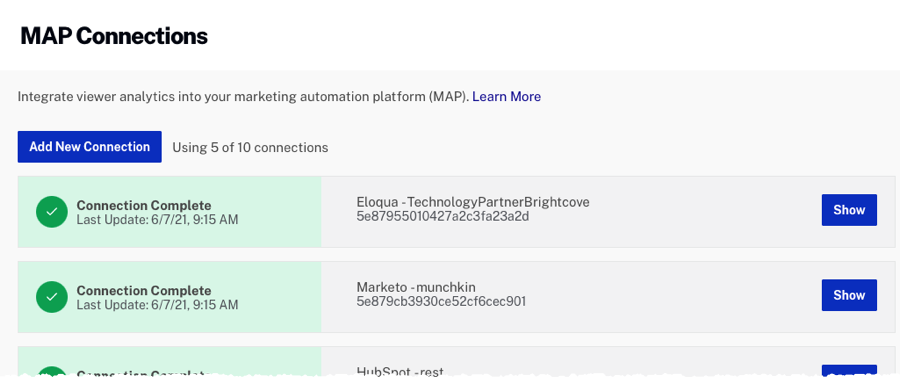 MAP Connections
Integrate viewer analytics into your marketing automation platform (MAP). Learn More
Add New Connection Using 5 of 10 connections
Connection Complete
Last Update: 6/7/21, 9:15 AM
Eloqua - TechnologyPartnerBrightcove
5e87955010427a2c3fa23a2d
Show
Connection Complete
Last Update: 6/7/21, 9:15 AM
Marketo - munchkin
5e879cb3930ce52cf6cec901
Show
Connection Complete
HubSpot - rest